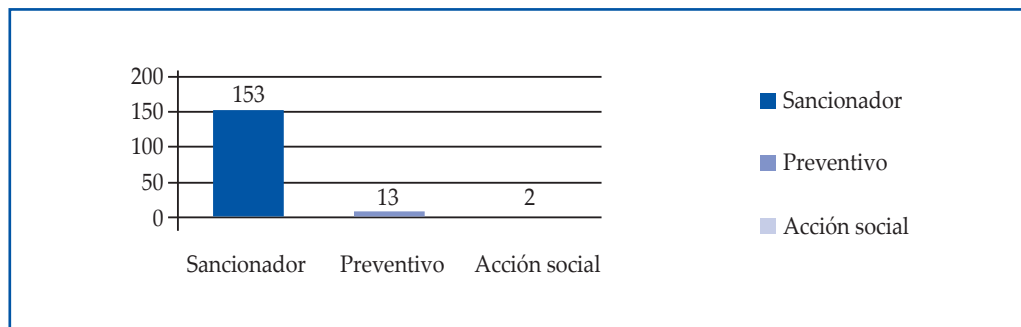 200
150
100
50
0
153
13
2
Sancionador
Preventivo
Acción social
Sancionador
Preventivo
Acción social